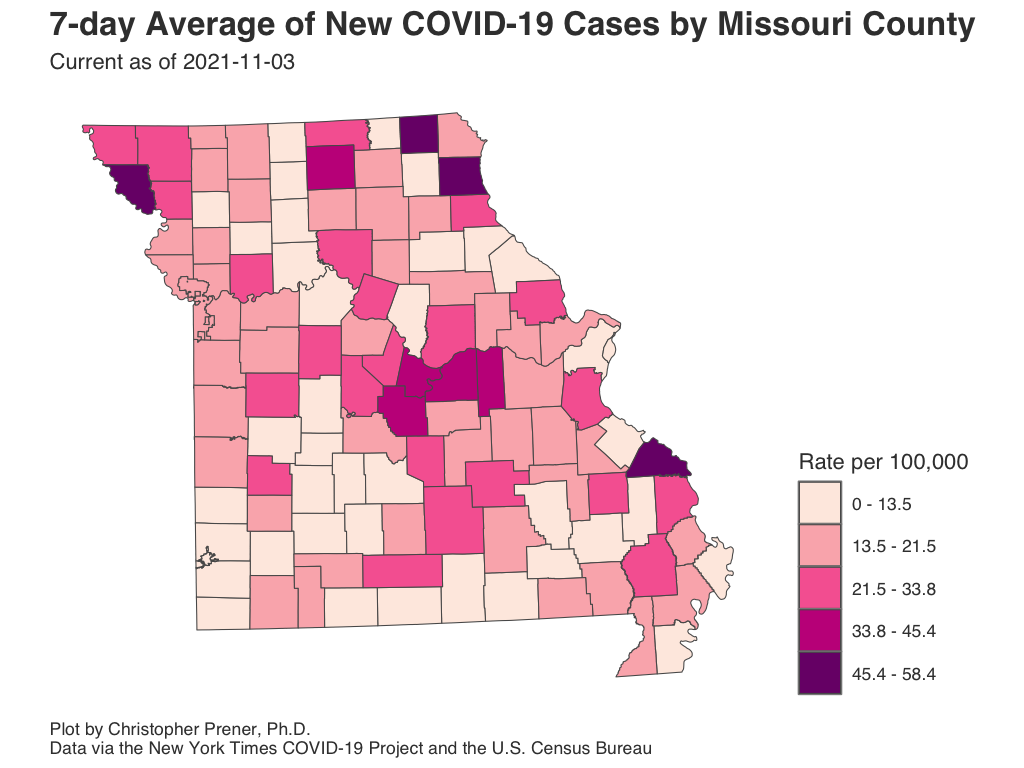 7-day Average of New COVID-19 Cases by Missouri County
Current as of 2021-11-03
Rate per 100,000
0 - 13.5
13.5 - 21.5
21.5 - 33.8
33.8 - 45.4
45.4 - 58.4
Plot by Christopher Prener, Ph.D.
Data via the New York Times COVID-19 Project and the U.S. Census Bureau